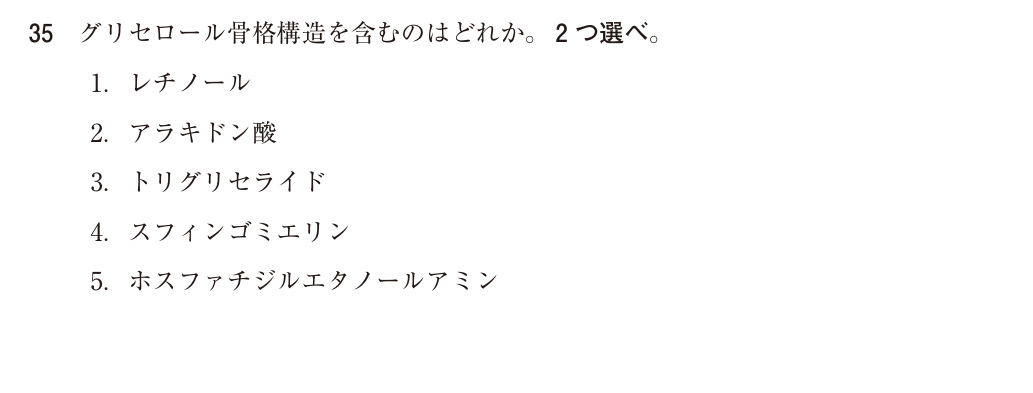 35 グリセロール骨格構造を含むのはどれか。2つ選べ。
1. レチノール
2. アラキドン酸
3. トリグリセライド
4. スフィンゴミエリン
5. ホスファチジルエタノールアミン